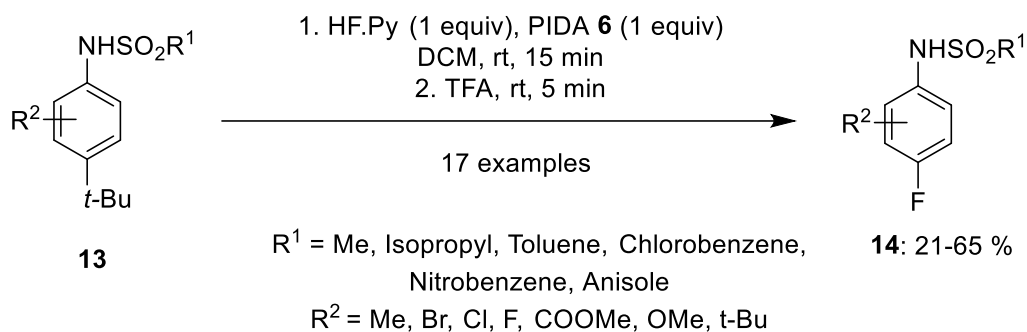 NHSO2R1
R2
t-Bu
13
1. HF.Py (1 equiv), PIDA 6 (1 equiv)
DCM, rt, 15 min
2. TFA, rt, 5 min
17 examples
NHSO2R1
R2
F
14: 21-65 %
R1 = Me, Isopropyl, Toluene, Chlorobenzene,
Nitrobenzene, Anisole
R2 = Me, Br, Cl, F, COOMe, OMe, t-Bu